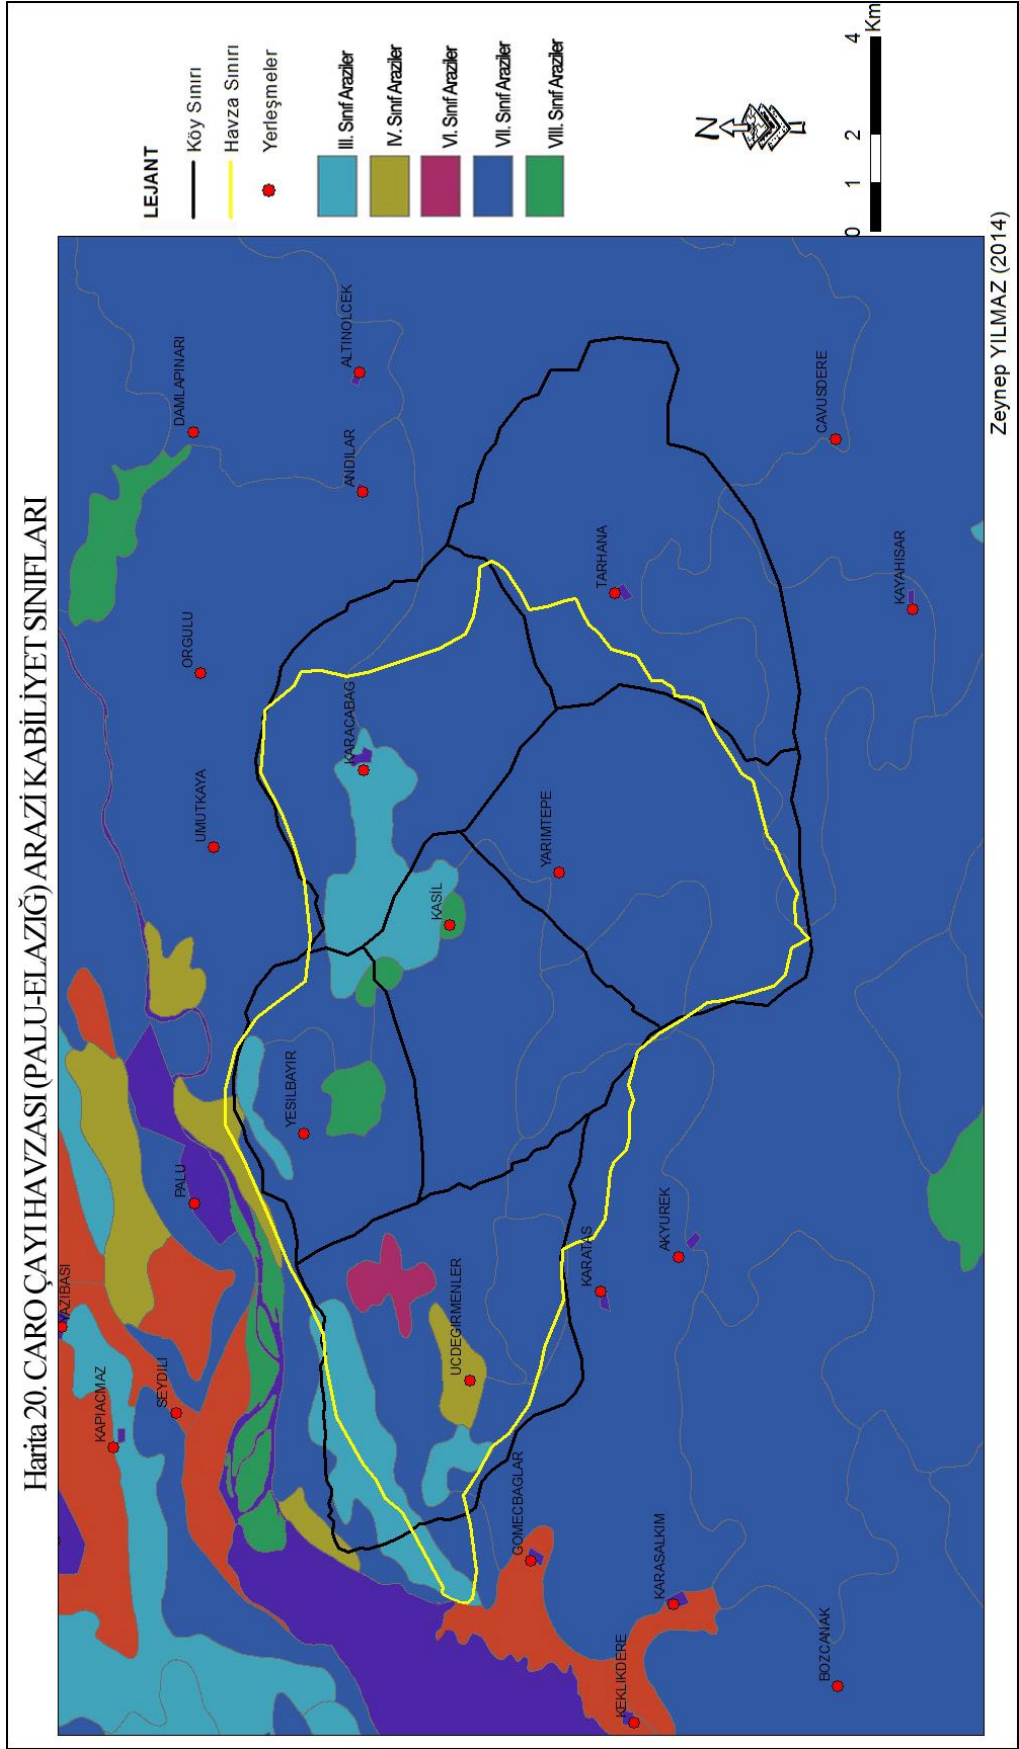 Harita 20. CARO ÇAYI HAVZASI (PALU-ELAZIĞ) ARAZİ KABİLİYET SINIFLARI
YAZIBASI
KAPIACMAZ
SEYDILI
PALU
UMUTKAYA
ORGULU
DAMLAPINARI
ALTINOLCEK
ANDILAR
YESILBAYIR
KARACABAG
KASİL
UCDEGIRMENLER
YARIMTEPE
TARHANA
GOMECBAGLAR
KARATAS
AKYUREK
KEKLIKDERE
KARASALKIM
BOZCANAK
CAVUSDERE
KAYAHISAR
LEJANT
Köy Sınırı
Havza Sınırı
Yerleşmeler
III. Sınıf Araziler
IV. Sınıf Araziler
VI. Sınıf Araziler
VII. Sınıf Araziler
VIII. Sınıf Araziler
N
0 1 2 4
Km
Zeynep YILMAZ (2014)